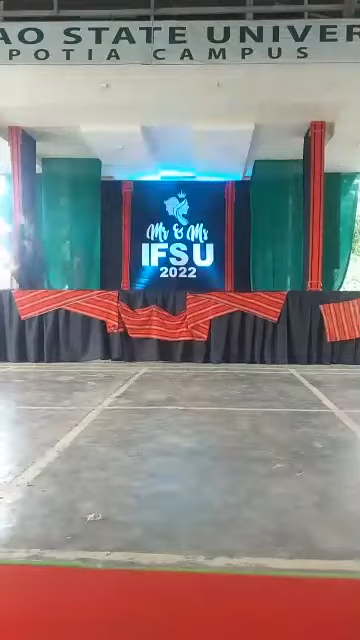 AO STATE UNIVER
POTIA CAMPUS
Mr & Ms
IFSU
2022